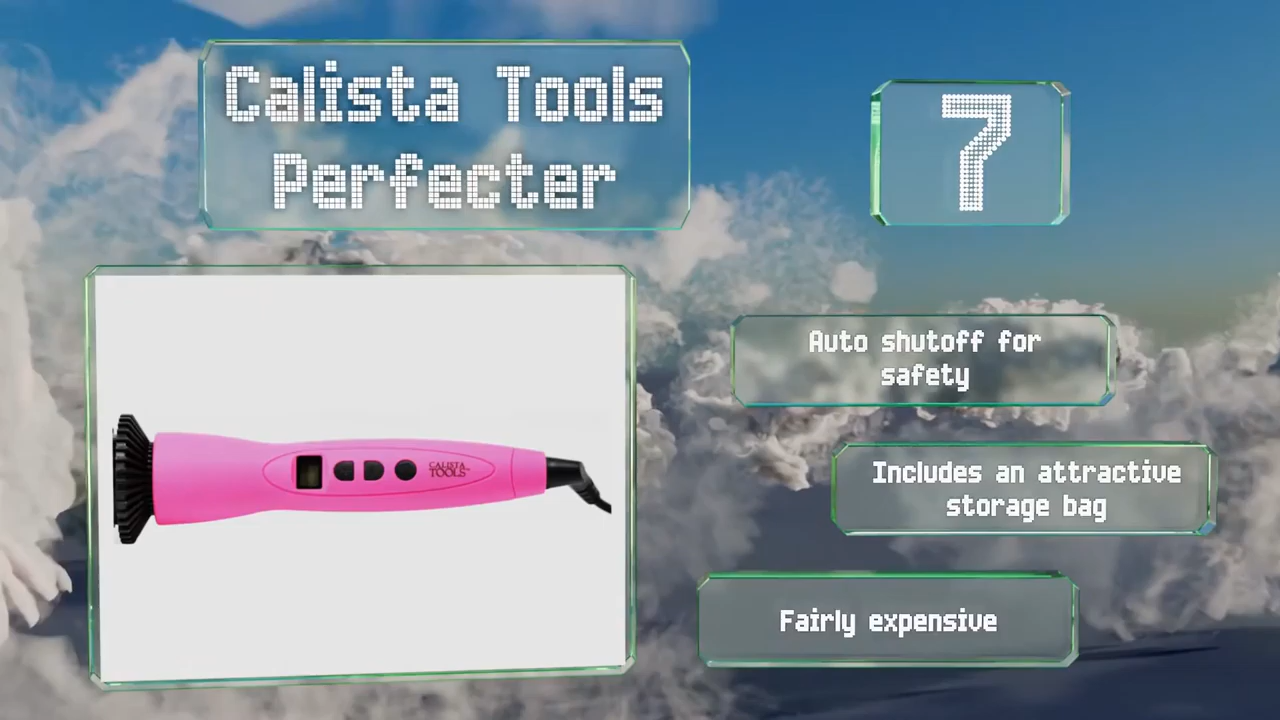 Calista Tools
Perfecter
7
CALISTA
TOOLS
Auto shutoff for
safety
Includes an attractive
storage bag
Fairly expensive